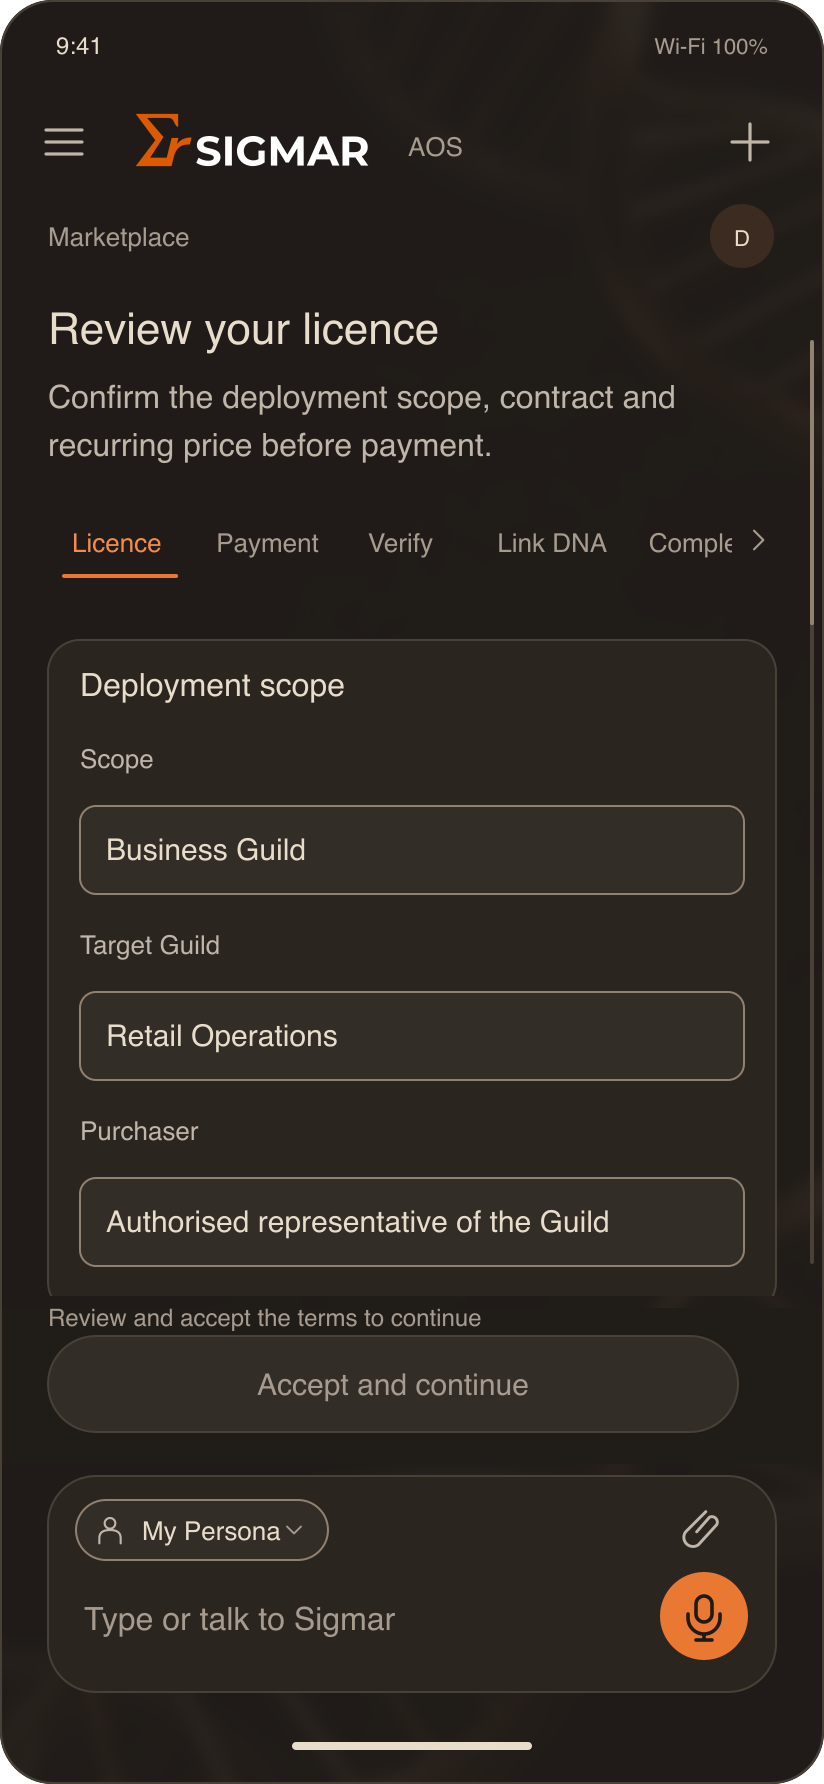 9:41
Wi-Fi 100%
Σr SIGMAR AOS
Marketplace
D
Review your licence
Confirm the deployment scope, contract and
recurring price before payment.
Licence Payment Verify Link DNA Comple
Deployment scope
Scope
Business Guild
Target Guild
Retail Operations
Purchaser
Authorised representative of the Guild
Review and accept the terms to continue
Accept and continue
My Persona
Type or talk to Sigmar